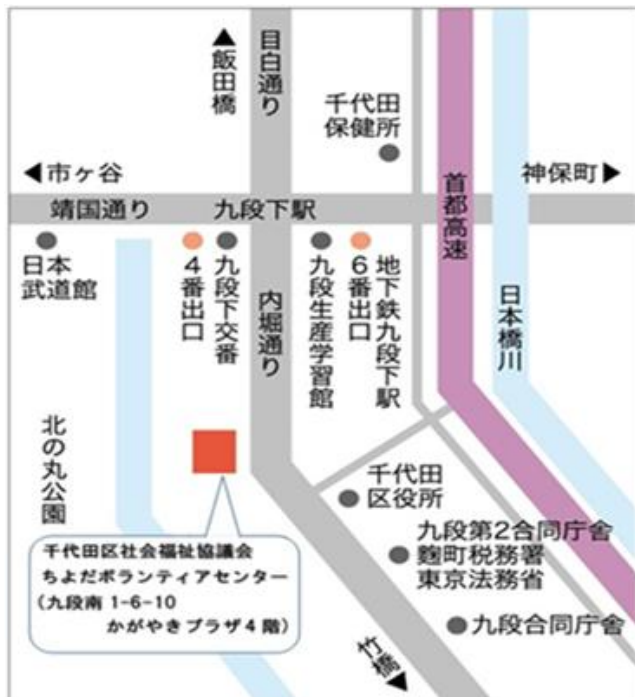 ▲飯田橋
目白通り
千代田
保健所
◀市ヶ谷
神保町▶
靖国通り
九段下駅
首都高速
日本
武道館
4番出口
九段下交番
内堀通り
九段生産学習館
6番出口
地下鉄九段下駅
日本橋川
北の丸公園
千代田
区役所
千代田区社会福祉協議会
ちよだボランティアセンター
(九段南 1-6-10
かがやきプラザ4階)
九段第2合同庁舎
麹町税務署
東京法務省
九段合同庁舎
竹橋▼